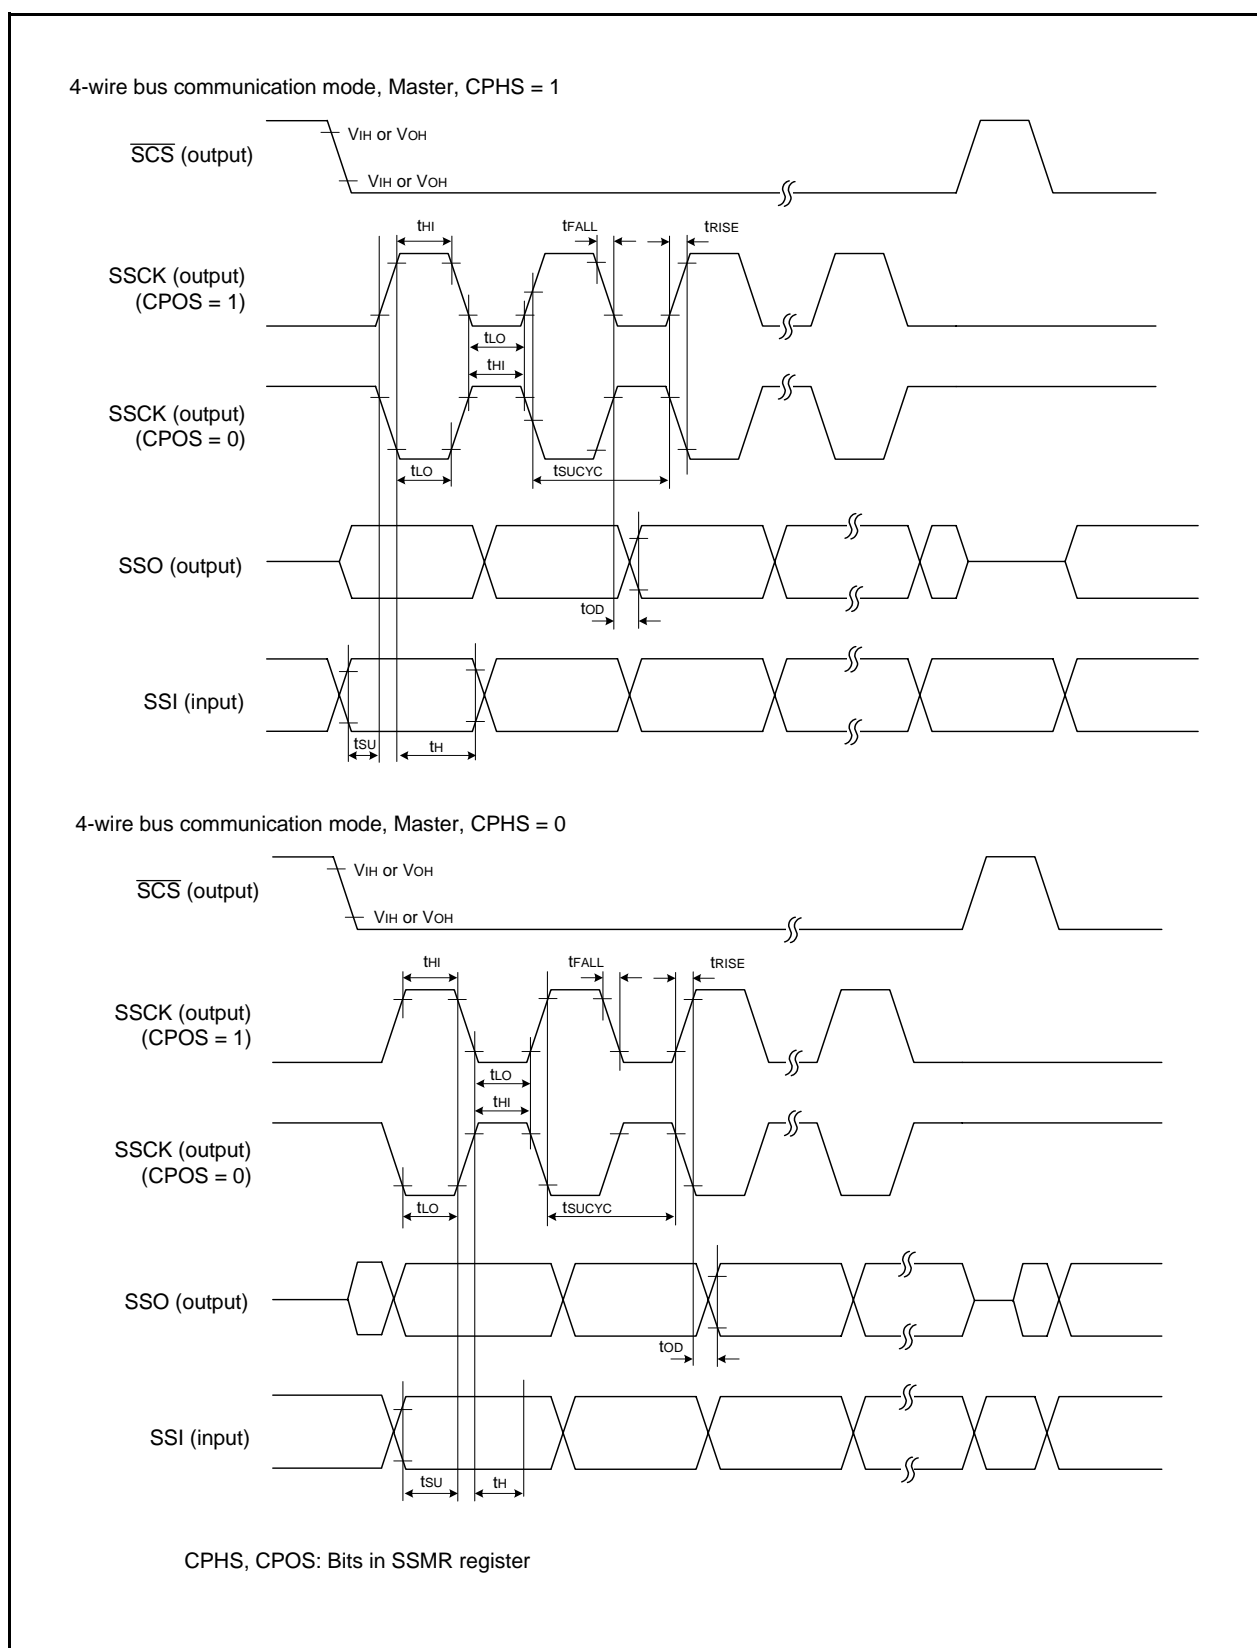 4-wire bus communication mode, Master, CPHS = 1
VIH or VOH
SCS (output)
VIH or VOH
tHI
tFALL
tRISE
SSCK (output)
(CPOS = 1)
tLO
tHI
SSCK (output)
(CPOS = 0)
tLO
tSUCYC
SSO (output)
tOD
SSI (input)
tSU
tH
4-wire bus communication mode, Master, CPHS = 0
VIH or VOH
SCS (output)
VIH or VOH
tHI
tFALL
tRISE
SSCK (output)
(CPOS = 1)
tLO
tHI
SSCK (output)
(CPOS = 0)
tLO
tSUCYC
SSO (output)
tOD
SSI (input)
tSU
tH
CPHS, CPOS: Bits in SSMR register